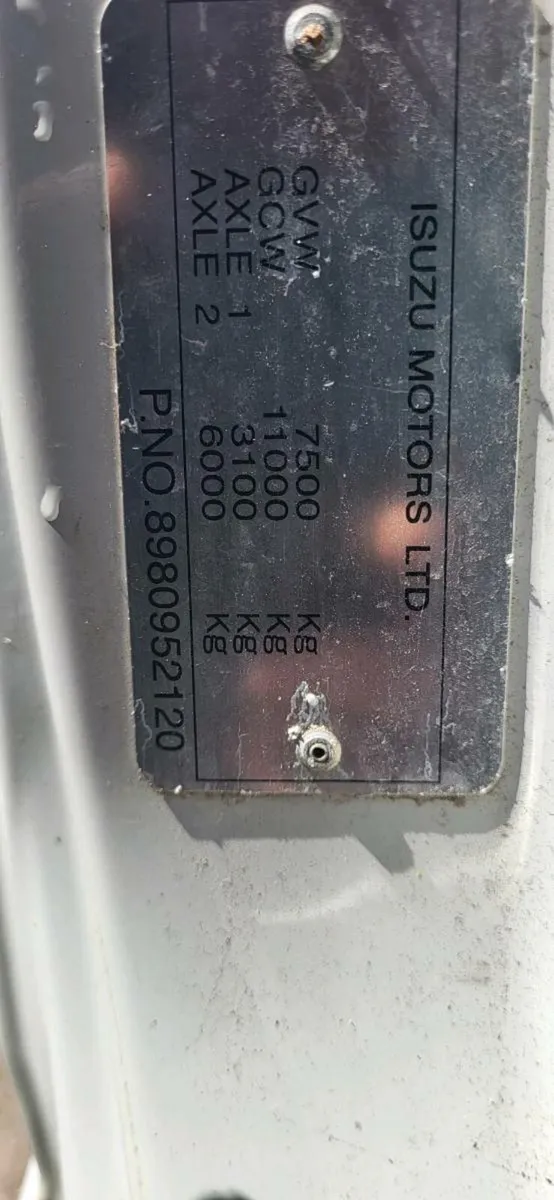 ISUZU MOTORS LTD.
GVW 7500 Kg
GCW 11000 Kg
AXLE 1 3100 Kg
AXLE 2 6000 Kg
P.NO.8980952120